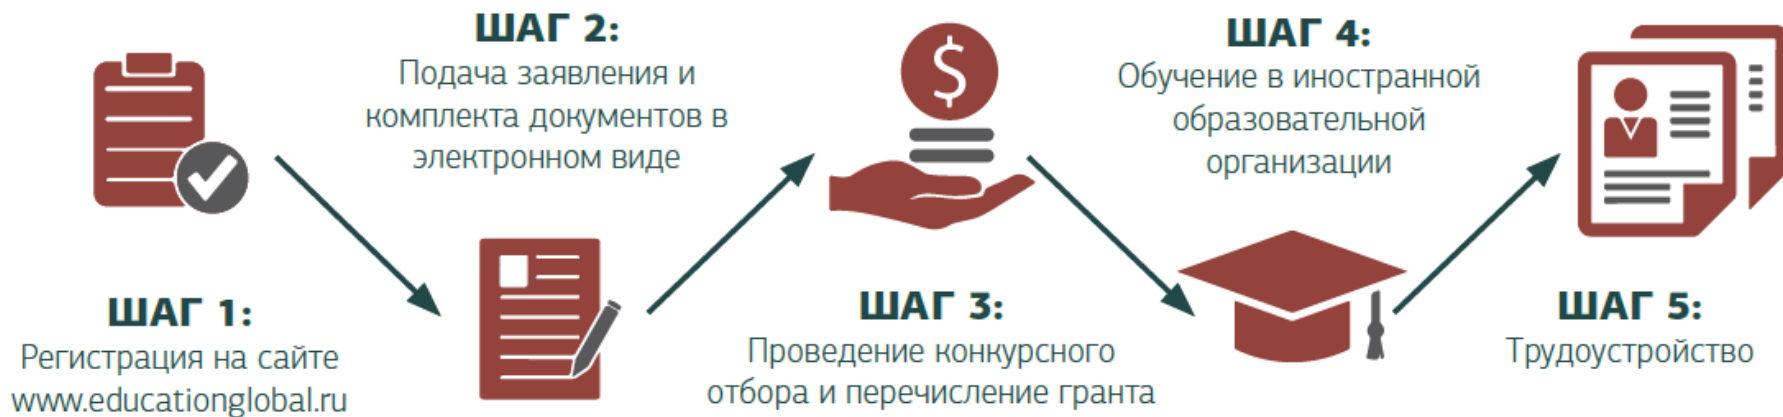 ШАГ 1:
Регистрация на сайте
www.educationglobal.ru
ШАГ 2:
Подача заявления и
комплекта документов в
электронном виде
$
ШАГ 3:
Проведение конкурсного
отбора и перечисление гранта
ШАГ 4:
Обучение в иностранной
образовательной
организации
ШАГ 5:
Трудоустройство